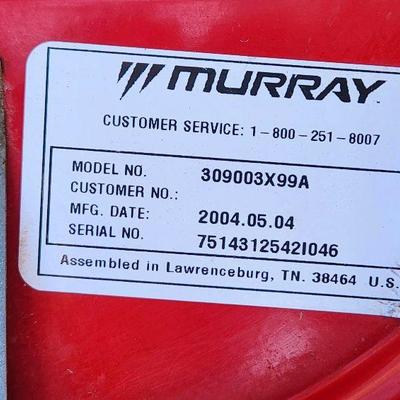 MURRAY
CUSTOMER SERVICE: 1-800-251-8007
MODEL NO. 309003X99A
CUSTOMER NO.:
MFG. DATE: 2004.05.04
SERIAL NO. 7514312542I046
Assembled in Lawrenceburg, TN. 38464 U.S.